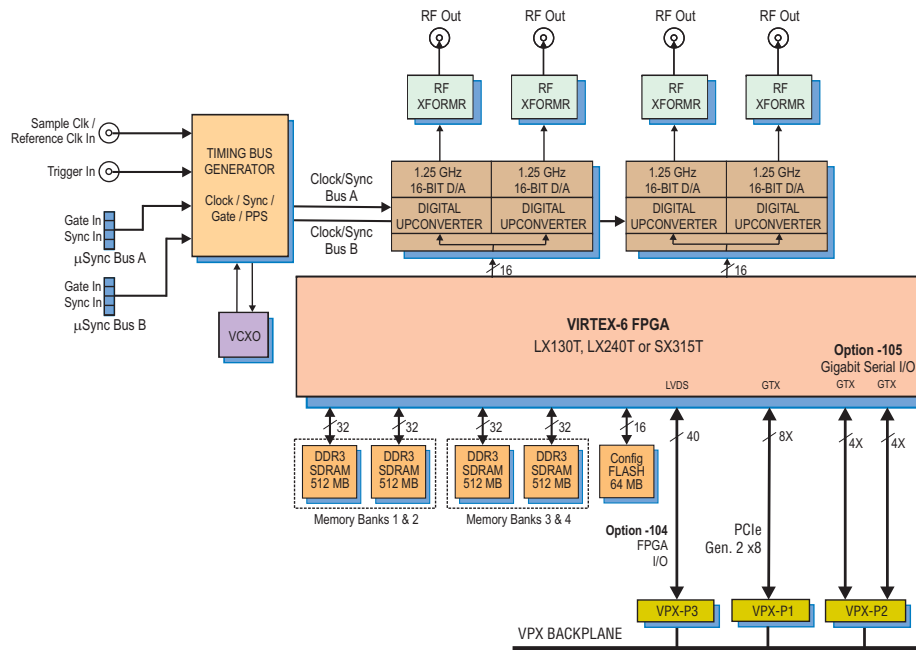 RF Out
RF Out
RF Out
RF Out
RF
XFORMR
RF
XFORMR
RF
XFORMR
RF
XFORMR
Sample Clk /
Reference Clk In
Trigger In
TIMING BUS
GENERATOR
Clock / Sync /
Gate / PPS
Gate In
Sync In
μSync Bus A
Gate In
Sync In
μSync Bus B
VCXO
Clock/Sync
Bus A
Clock/Sync
Bus B
1.25 GHz
16-BIT D/A
1.25 GHz
16-BIT D/A
DIGITAL
UPCONVERTER
DIGITAL
UPCONVERTER
1.25 GHz
16-BIT D/A
1.25 GHz
16-BIT D/A
DIGITAL
UPCONVERTER
DIGITAL
UPCONVERTER
16
16
VIRTEX-6 FPGA
LX130T, LX240T or SX315T
Option -105
Gigabit Serial I/O
LVDS
GTX
GTX
GTX
32
32
32
32
16
40
8X
4X
4X
DDR3
SDRAM
512 MB
DDR3
SDRAM
512 MB
DDR3
SDRAM
512 MB
DDR3
SDRAM
512 MB
Config
FLASH
64 MB
Memory Banks 1 & 2
Memory Banks 3 & 4
Option -104
FPGA
I/O
PCIe
Gen. 2 x8
VPX-P3
VPX-P1
VPX-P2
VPX BACKPLANE